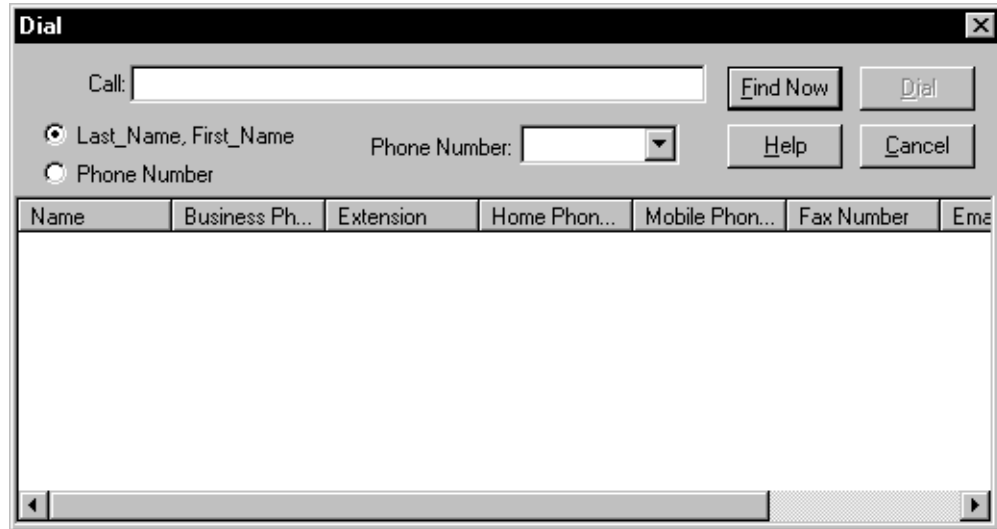 Dial
Call:
Find Now
Dial
Last_Name, First_Name
Phone Number:
Help
Cancel
Phone Number
Name
Business Ph...
Extension
Home Phon...
Mobile Phon...
Fax Number
Ema